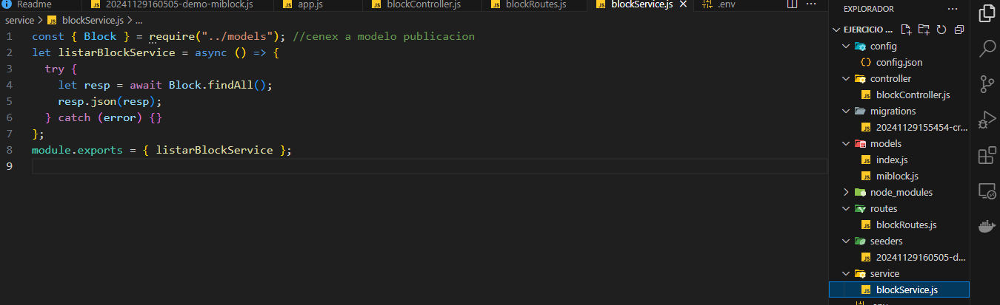 Readme 20241129160505-demo-miblock.js app.js blockController.js blockRoutes.js blockService.js .env
service > blockService.js > ...
1 const { Block } = require("../models"); //cenex a modelo publicacion
2 let listarBlockService = async () => {
3 try {
4 let resp = await Block.findAll();
5 resp.json(resp);
6 } catch (error) {}
7 };
8 module.exports = { listarBlockService };
9
EXPLORADOR
EJERCICIO ...
config
config.json
controller
blockController.js
migrations
20241129155454-cr...
models
index.js
miblock.js
node_modules
routes
blockRoutes.js
seeders
20241129160505-d...
service
blockService.js